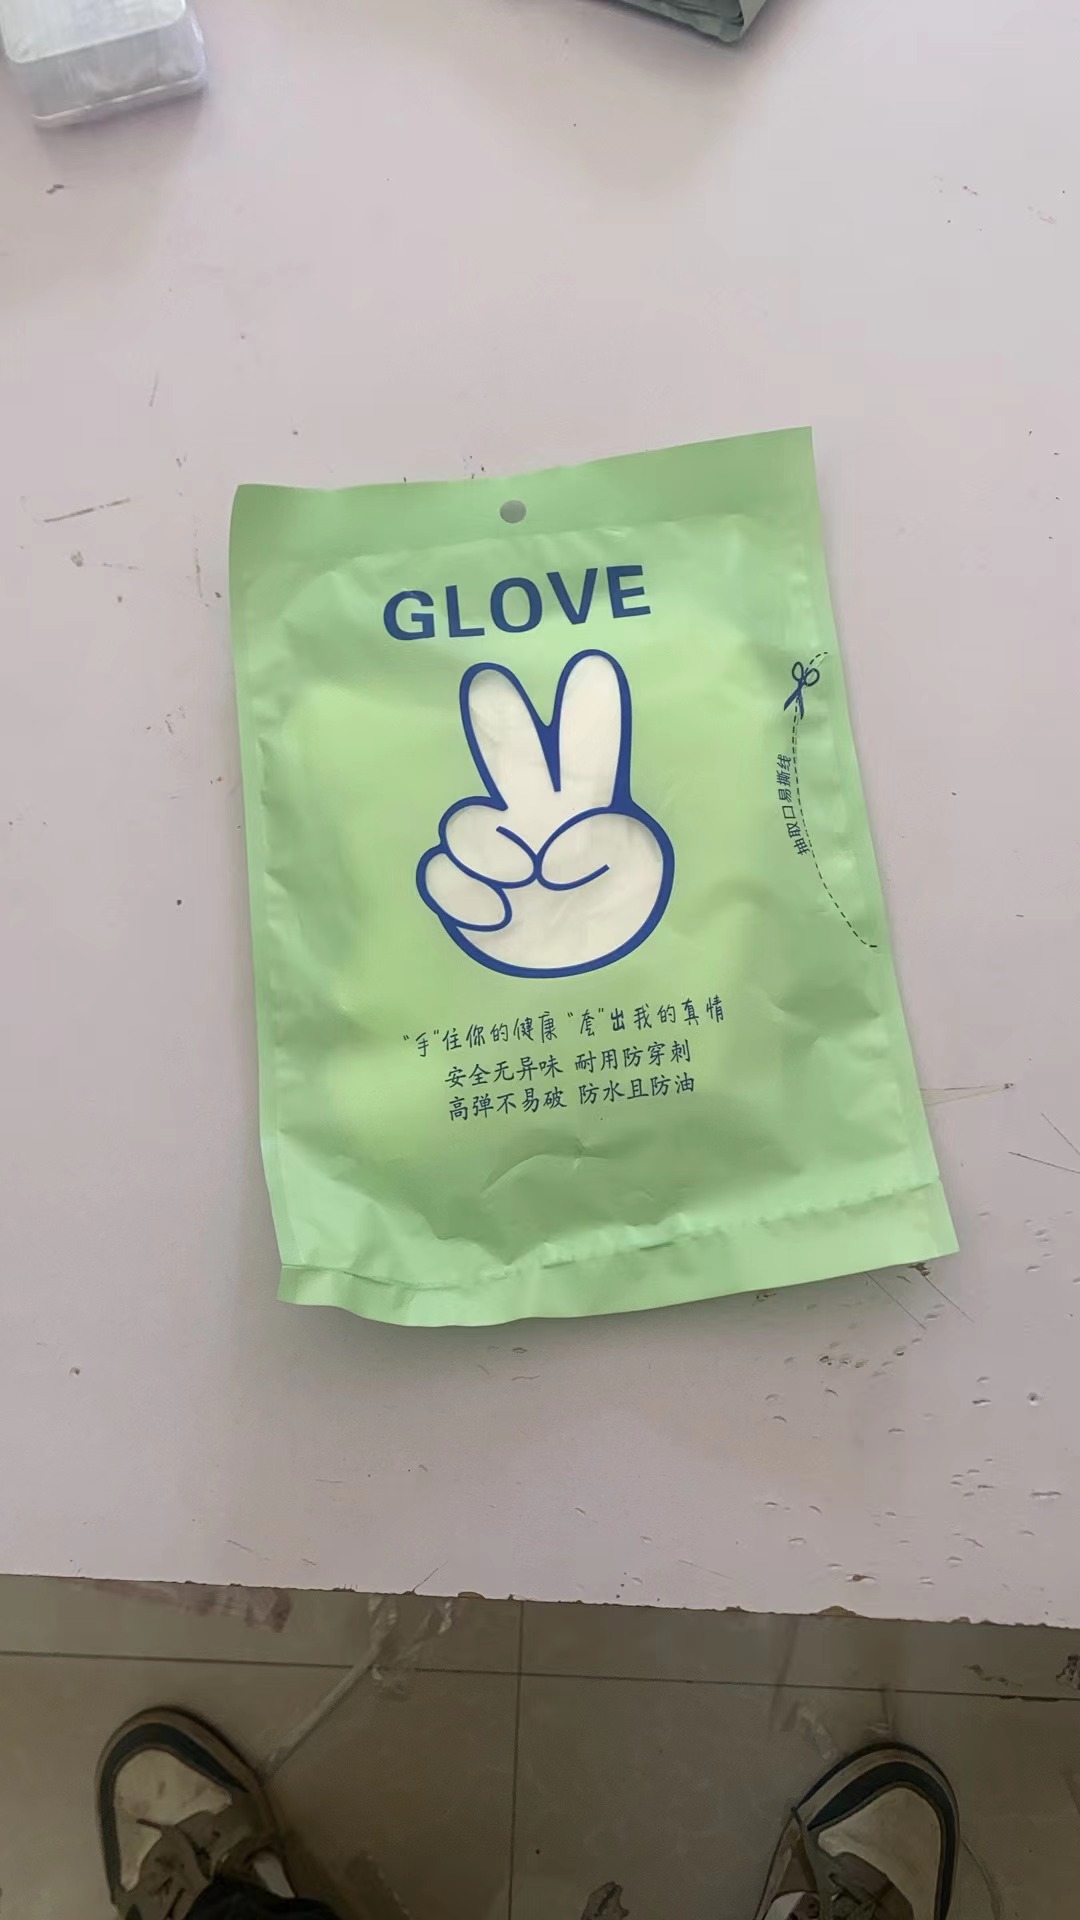 GLOVE
抽取口易撕线
"手"住你的健康 "套"出我的真情
安全无异味 耐用防穿刺
高弹不易破 防水且防油